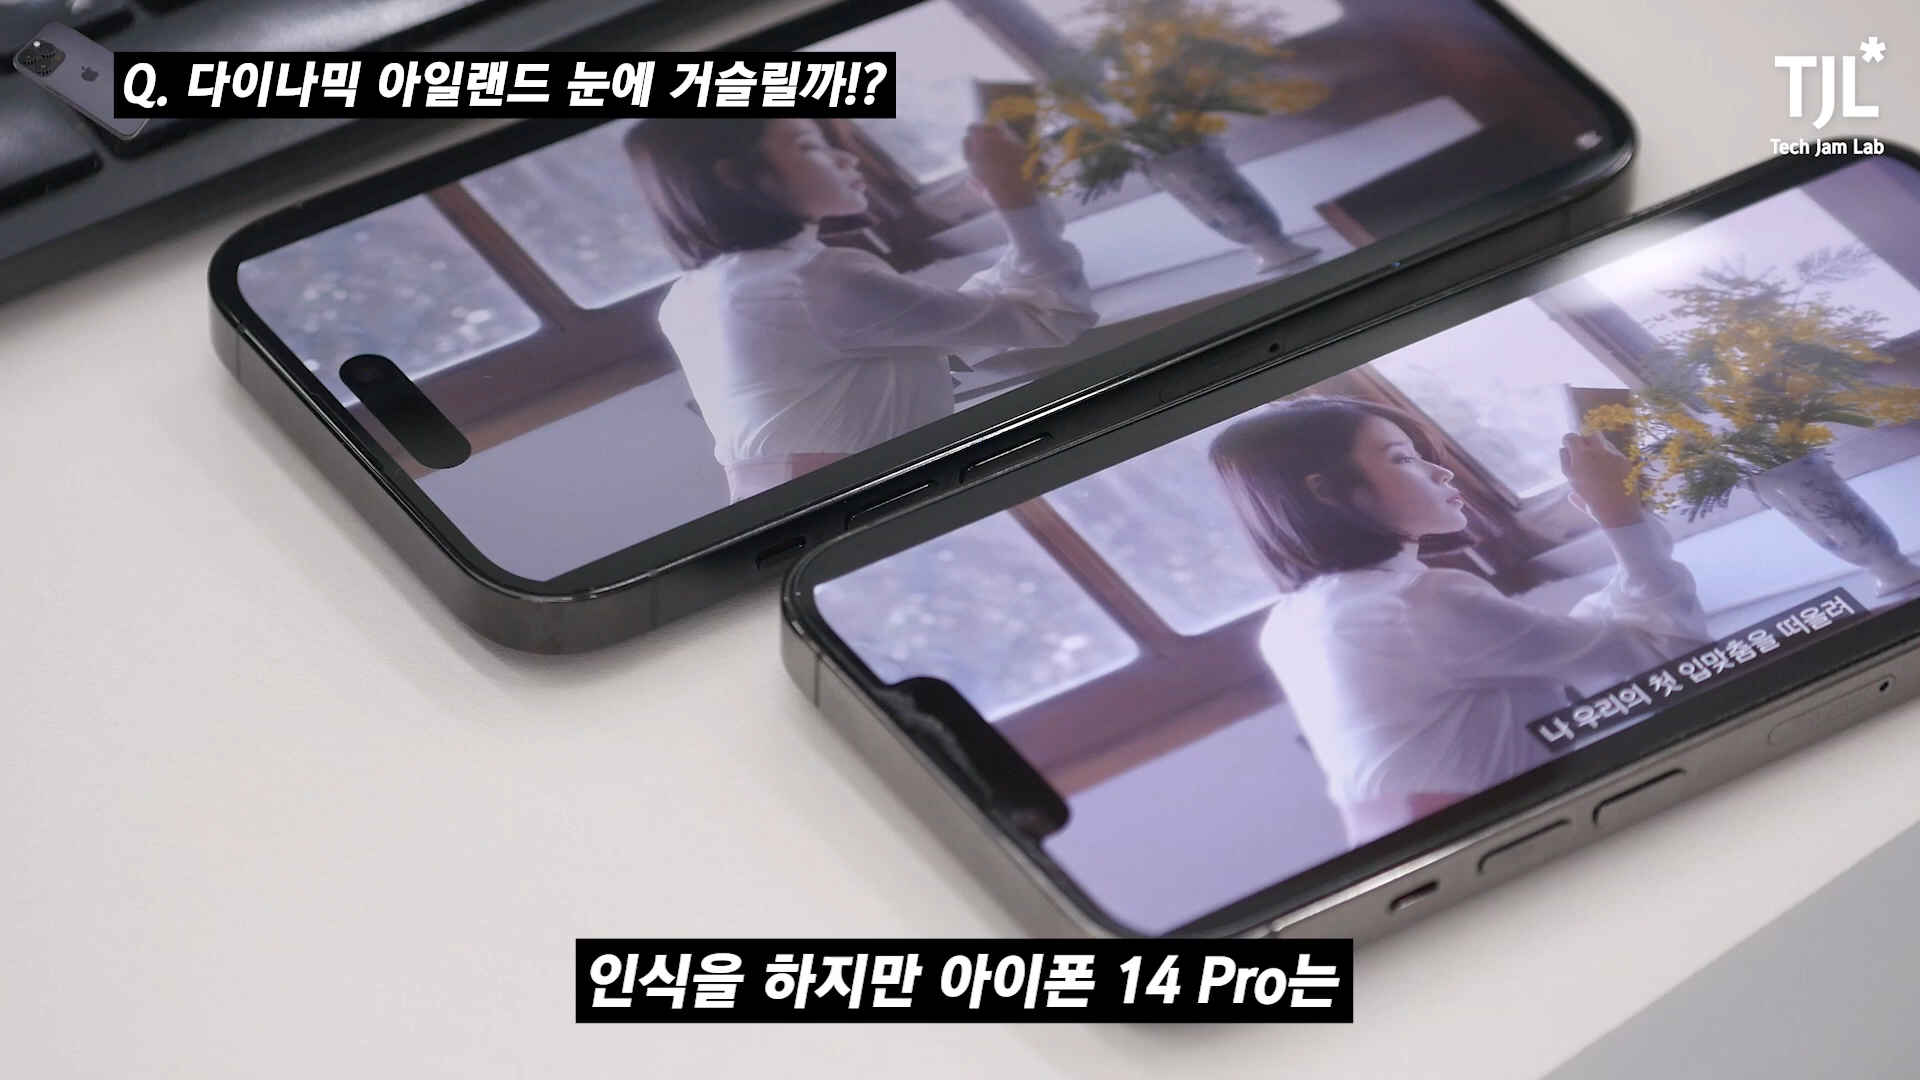 Q. 다이나믹 아일랜드 눈에 거슬릴까!?
TJL*
Tech Jam Lab
나 우리의 첫 입맞춤을 떠올려
인식을 하지만 아이폰 14 Pro는